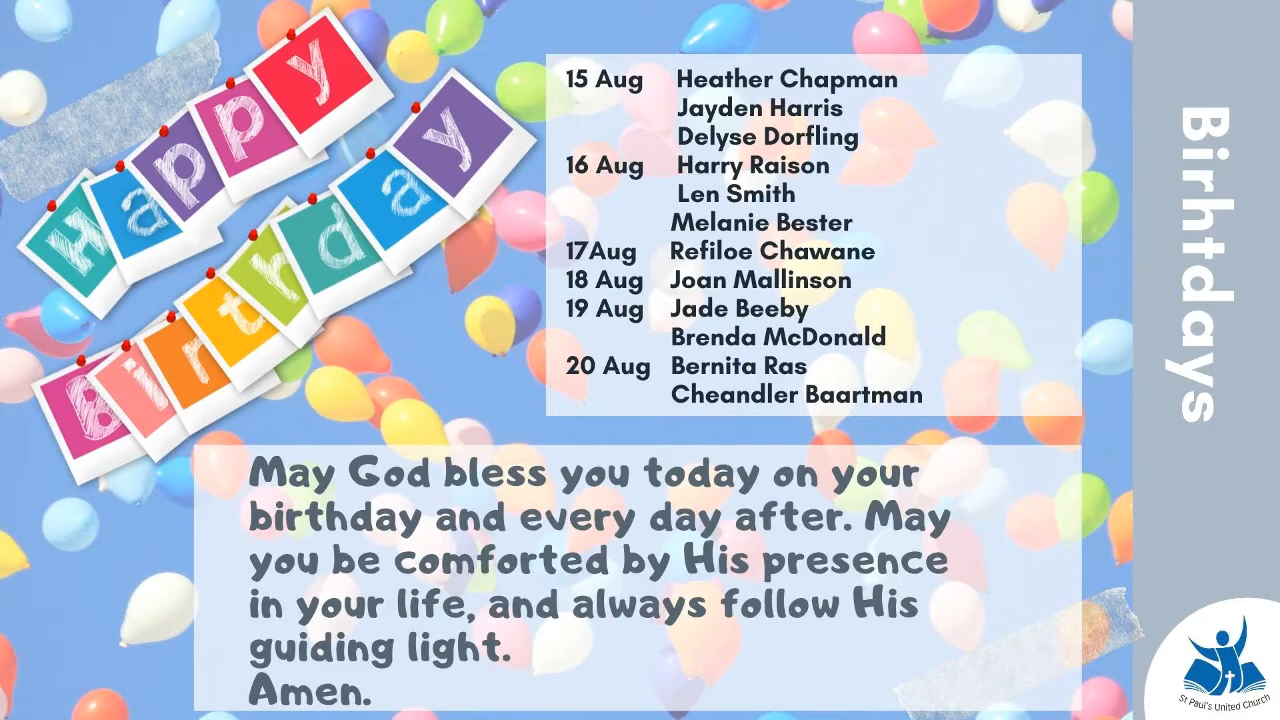 Happy
Birthday
15 Aug Heather Chapman
Jayden Harris
Delyse Dorfling
16 Aug Harry Raison
Len Smith
Melanie Bester
17Aug Refiloe Chawane
18 Aug Joan Mallinson
19 Aug Jade Beeby
Brenda McDonald
20 Aug Bernita Ras
Cheandler Baartman
May God bless you today on your
birthday and every day after. May
you be comforted by His presence
in your life, and always follow His
guiding light.
Amen.
Birhtdays
St Paul's United Church